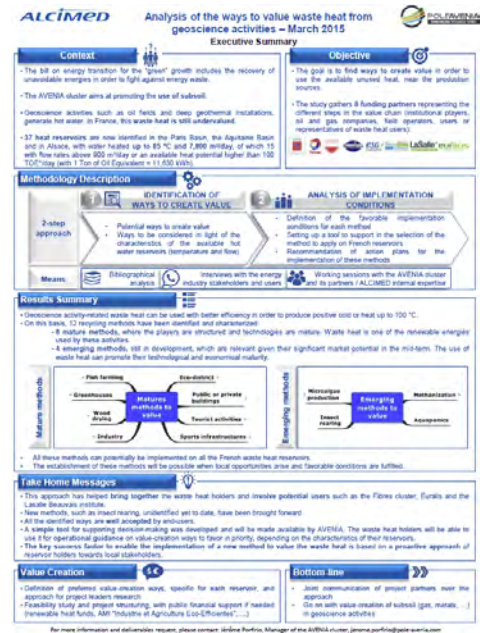 ALCIMED
Analysis of the ways to value waste heat from
geoscience activities – March 2015
Executive Summary
Context
- The bill on energy transition for the "green" growth includes the recovery of
unavoidable energies in order to fight against energy waste.
- The AVENIA cluster aims at promoting the use of subsoil.
- Geoscience activities such as oil fields and deep geothermal installations,
generate hot water. In France, this waste heat is still undervalued.
- 37 heat reservoirs are now identified in the Paris Basin, the Aquitaine Basin
and in Alsace, with water heated up to 85 °C and 7,800 m³/day, of which 15
with flow rates above 900 m³/day or an available heat potential higher than 100
TOE*/day (with 1 Ton of Oil Equivalent = 11,630 kWh).
Objective
- The goal is to find ways to create value in order to
use the available unused heat, near the production
sources.
- The study gathers 8 funding partners representing the
different steps in the value chain (institutional players,
oil and gas companies, field operators, users or
representatives of waste heat users):
TOTAL
LaSalle
Methodology Description
2-step
approach
1
IDENTIFICATION OF
WAYS TO CREATE VALUE
- Potential ways to create value
- Ways to be considered in light of the
characteristics of the available hot
water reservoirs (temperature and flow)
2
ANALYSIS OF IMPLEMENTATION
CONDITIONS
- Definition of the favorable implementation
conditions for each method
- Setting up a tool to support in the selection of the
method to apply on French reservoirs
- Recommendation of action plans for the
implementation of these methods
Means
Bibliographical
analysis
Interviews with the energy
industry stakeholders and users
Working sessions with the AVENIA cluster
and its partners / ALCIMED internal expertise
Results Summary
• Geoscience activity-related waste heat can be used with better efficiency in order to produce positive cold or heat up to 100 °C.
- On this basis, 12 recycling methods have been identified and characterized:
- 8 mature methods, where the players are structured and technologies are mature. Waste heat is one of the renewable energies
used by these activities.
- 4 emerging methods, still in development, which are relevant given their significant market potential in the mid-term. The use of
waste heat can promote their technological and economical maturity.
Mature methods
- Fish farming
- Greenhouses
Wood
drying
- Industry
Matures
methods to
value
Eco-district -
Public or private
buildings
Tourist activities -
Sports infrastructures -
Emerging methods
- Microalgae
production
Insect
rearing
Emerging
methods to
value
Methanization -
Aquaponics
- All these methods can potentially be implemented on all the French waste heat reservoirs.
- The establishment of these methods will be possible when local opportunities arise and favorable conditions are fulfilled.
Take Home Messages
• This approach has helped bring together the waste heat holders and involve potential users such as the Fibres cluster, Euralis and the
Lasalle Beauvais institute.
• New methods, such as insect rearing, unidentified yet to date, have been brought forward
• All the identified ways are well accepted by end-users.
• A simple tool for supporting decision-making was developed and will be made available by AVENIA. The waste heat holders will be able to
use it for operational guidance on value-creation ways to favor in priority, depending on the characteristics of their reservoirs.
- The key success factor to enable the implementation of a new method to value the waste heat is based on a proactive approach of
reservoir holders towards local stakeholders.
Value Creation
- Definition of preferred value-creation ways, specific for each reservoir, and
approach for project leaders research
- Feasibility study and project structuring, with public financial support if needed
(renewable heat funds, AMI "Industrie et Agriculture Eco-Efficientes", ...)
Bottom-line
- Joint communication of project partners over the
approach
- Go on with value-creation of subsoil (gas, metals, ...)
in geoscience activities
For more information and deliverables request, please contact: Jérôme Porfirio, Manager of the AVENIA cluster, jerome.porfirio@pole-avenia.com